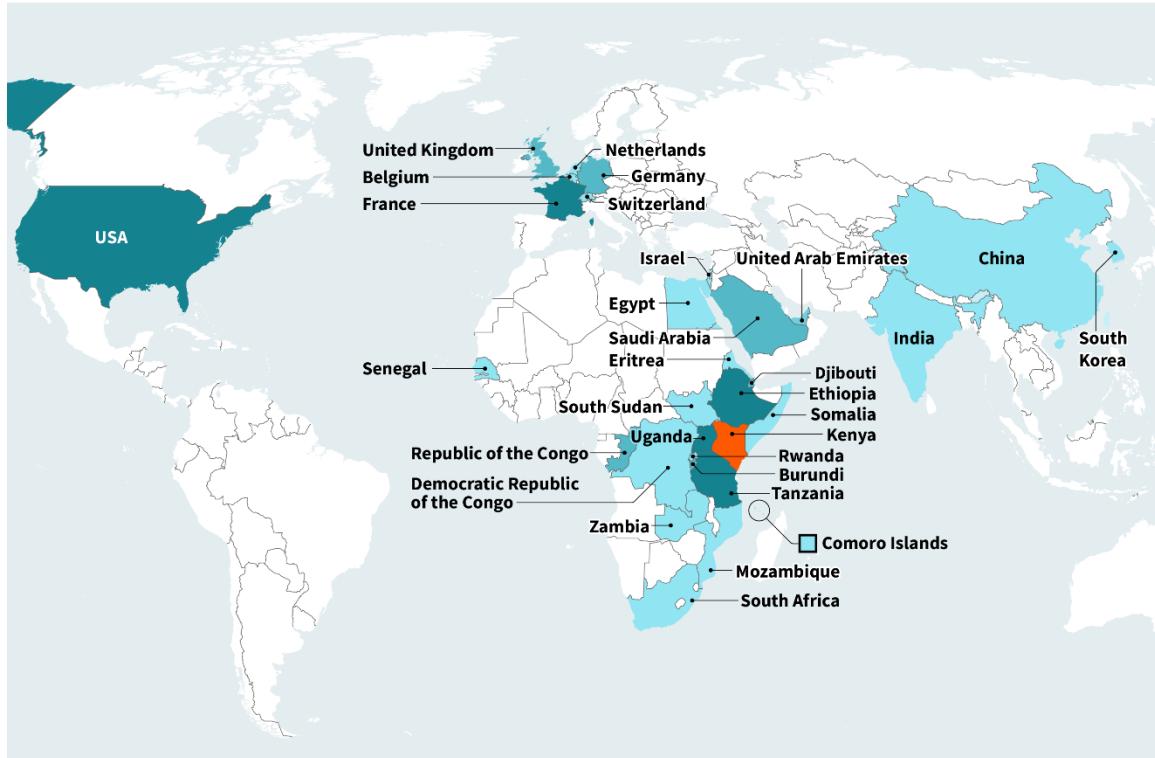 United Kingdom
Netherlands
Belgium
Germany
France
Switzerland
USA
Israel
United Arab Emirates
China
Egypt
Saudi Arabia
India
South
Korea
Eritrea
Senegal
Djibouti
Ethiopia
South Sudan
Somalia
Uganda
Kenya
Republic of the Congo
Rwanda
Burundi
Democratic Republic
of the Congo
Tanzania
Zambia
Comoro Islands
Mozambique
South Africa